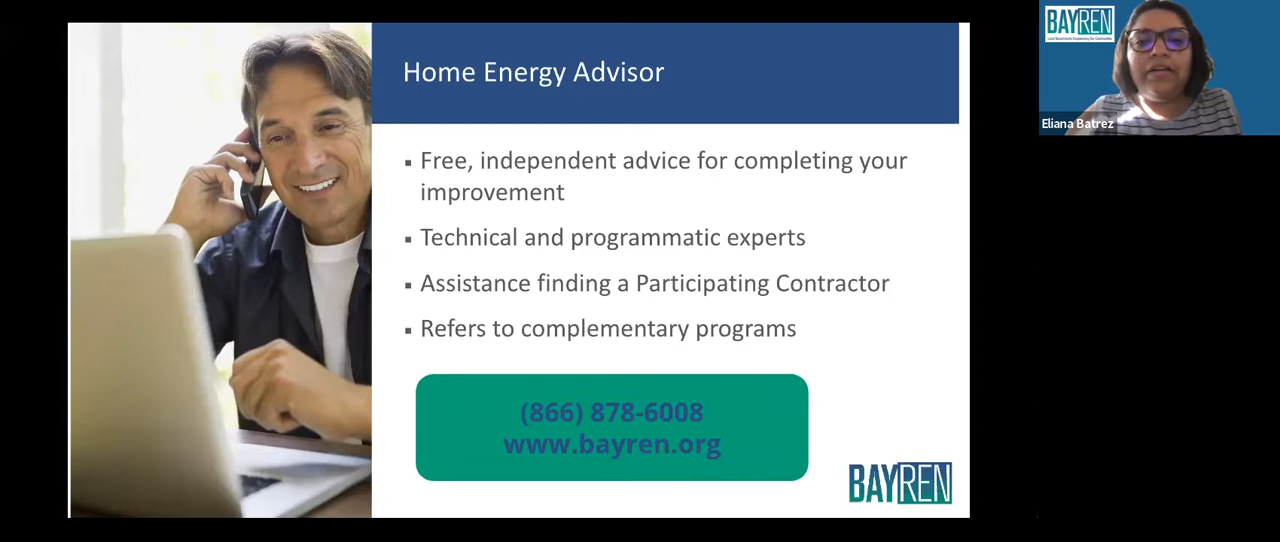 Home Energy Advisor
▪ Free, independent advice for completing your
improvement
▪ Technical and programmatic experts
▪ Assistance finding a Participating Contractor
▪ Refers to complementary programs
(866) 878-6008
www.bayren.org
BAYREN
BAYREN
Eliana Batrez